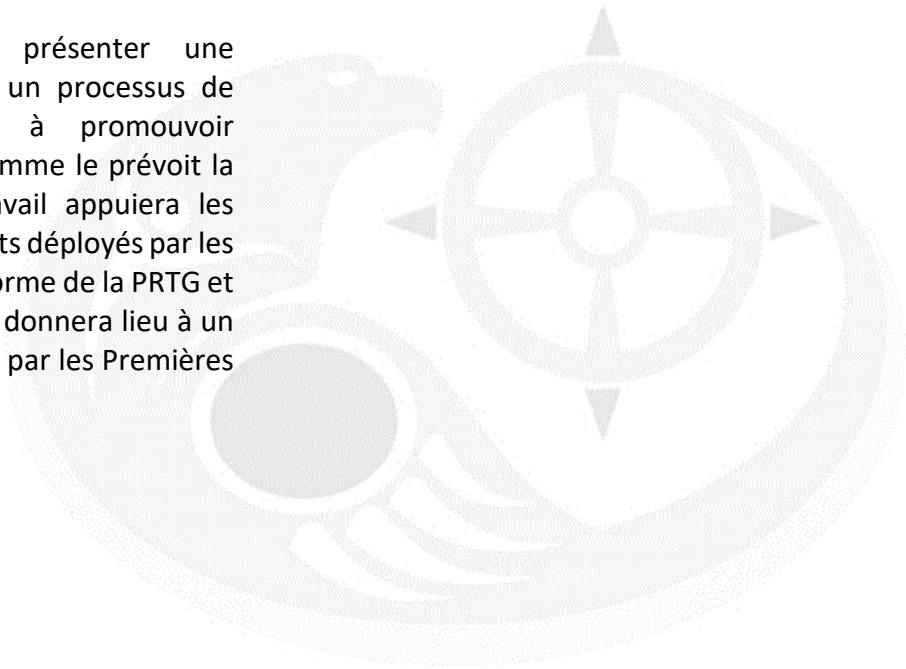 présenter une
un processus de
à promouvoir
mme le prévoit la
vail appuiera les
ts déployés par les
orme de la PRTG et
donnera lieu à un
par les Premières